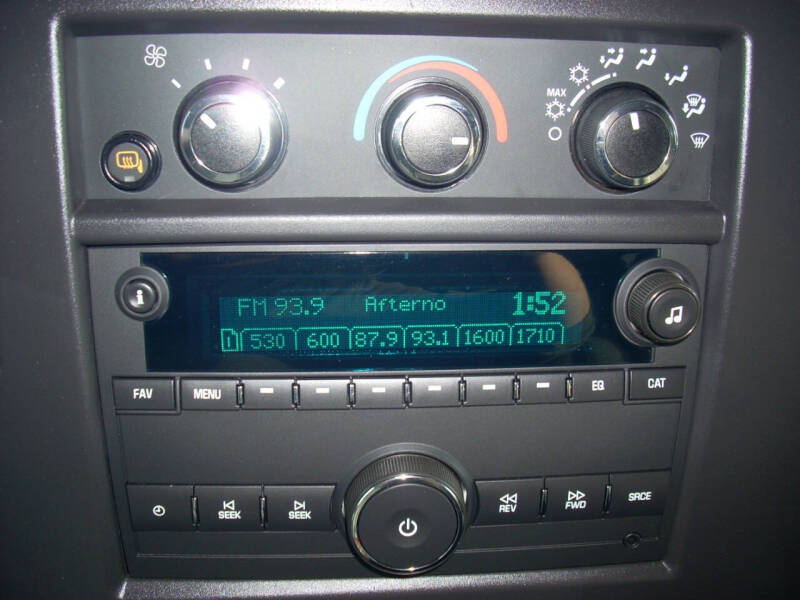 MAX
i
FM 93.9 Afterno 1:52
1 530 600 87.9 93.1 1600 1710
FAV MENU EQ CAT
SEEK SEEK REV FWD SRCE